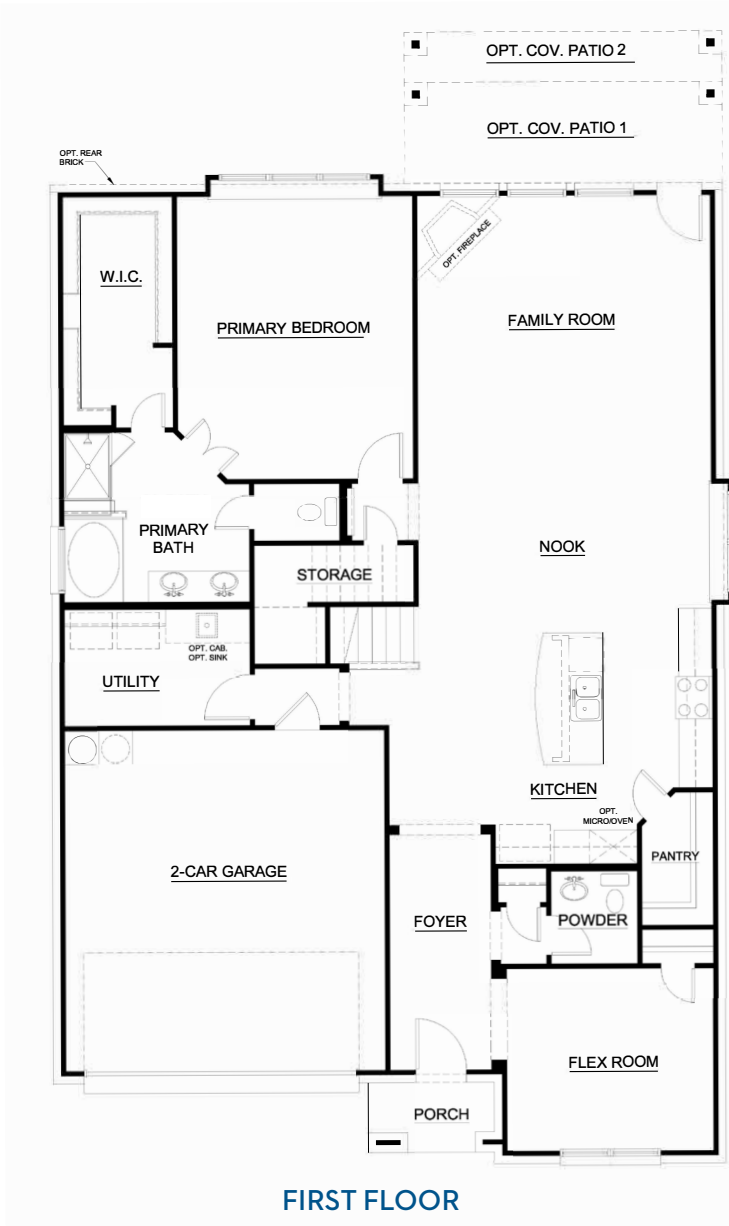 OPT. COV. PATIO 2
OPT. COV. PATIO 1
OPT. REAR
BRICK
OPT. FIREPLACE
W.I.C.
FAMILY ROOM
PRIMARY BEDROOM
PRIMARY
BATH
NOOK
STORAGE
OPT. CAB.
OPT. SINK
UTILITY
KITCHEN
OPT.
MICRO/OVEN
PANTRY
2-CAR GARAGE
FOYER
POWDER
FLEX ROOM
PORCH
FIRST FLOOR